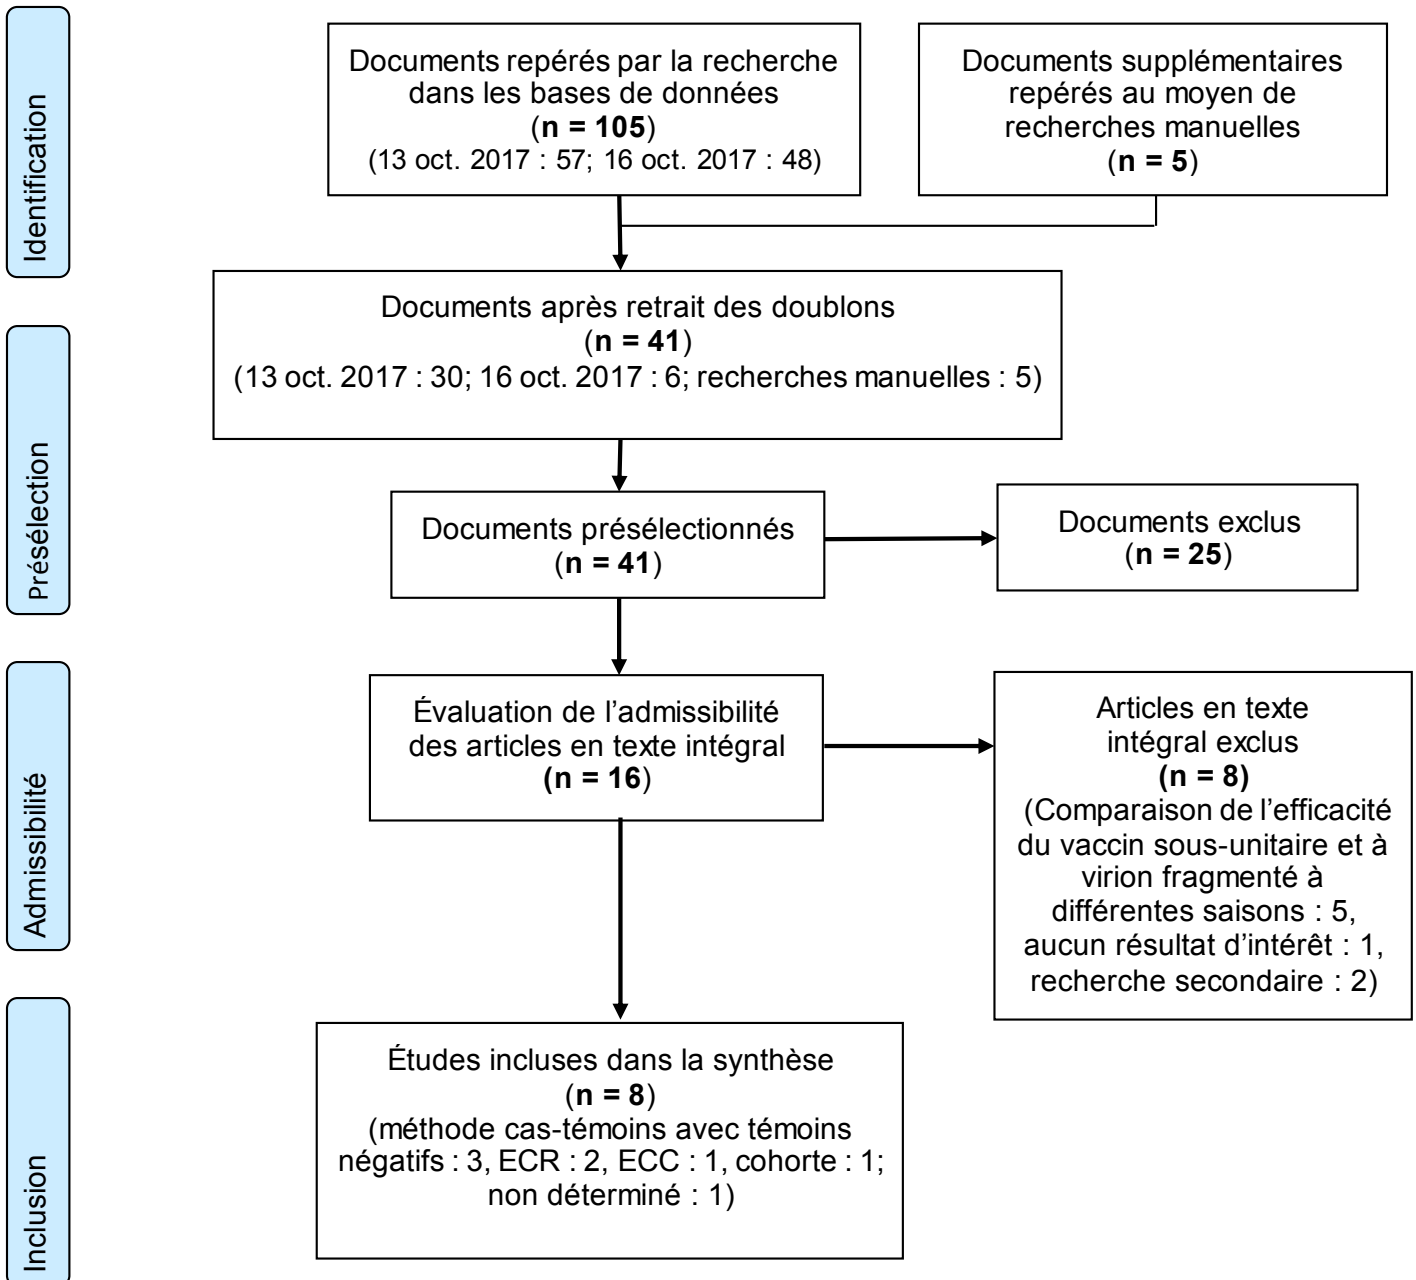 Identification
Documents repérés par la recherche
dans les bases de données
(n = 105)
(13 oct. 2017 : 57; 16 oct. 2017 : 48)
Documents supplémentaires
repérés au moyen de
recherches manuelles
(n = 5)
Documents après retrait des doublons
(n = 41)
(13 oct. 2017 : 30; 16 oct. 2017 : 6; recherches manuelles : 5)
Présélection
Documents présélectionnés
(n = 41)
Documents exclus
(n = 25)
Admissibilité
Évaluation de l’admissibilité
des articles en texte intégral
(n = 16)
Articles en texte
intégral exclus
(n = 8)
(Comparaison de l’efficacité
du vaccin sous-unitaire et à
virion fragmenté à
différentes saisons : 5,
aucun résultat d’intérêt : 1,
recherche secondaire : 2)
Inclusion
Études incluses dans la synthèse
(n = 8)
(méthode cas-témoins avec témoins
négatifs : 3, ECR : 2, ECC : 1, cohorte : 1;
non déterminé : 1)